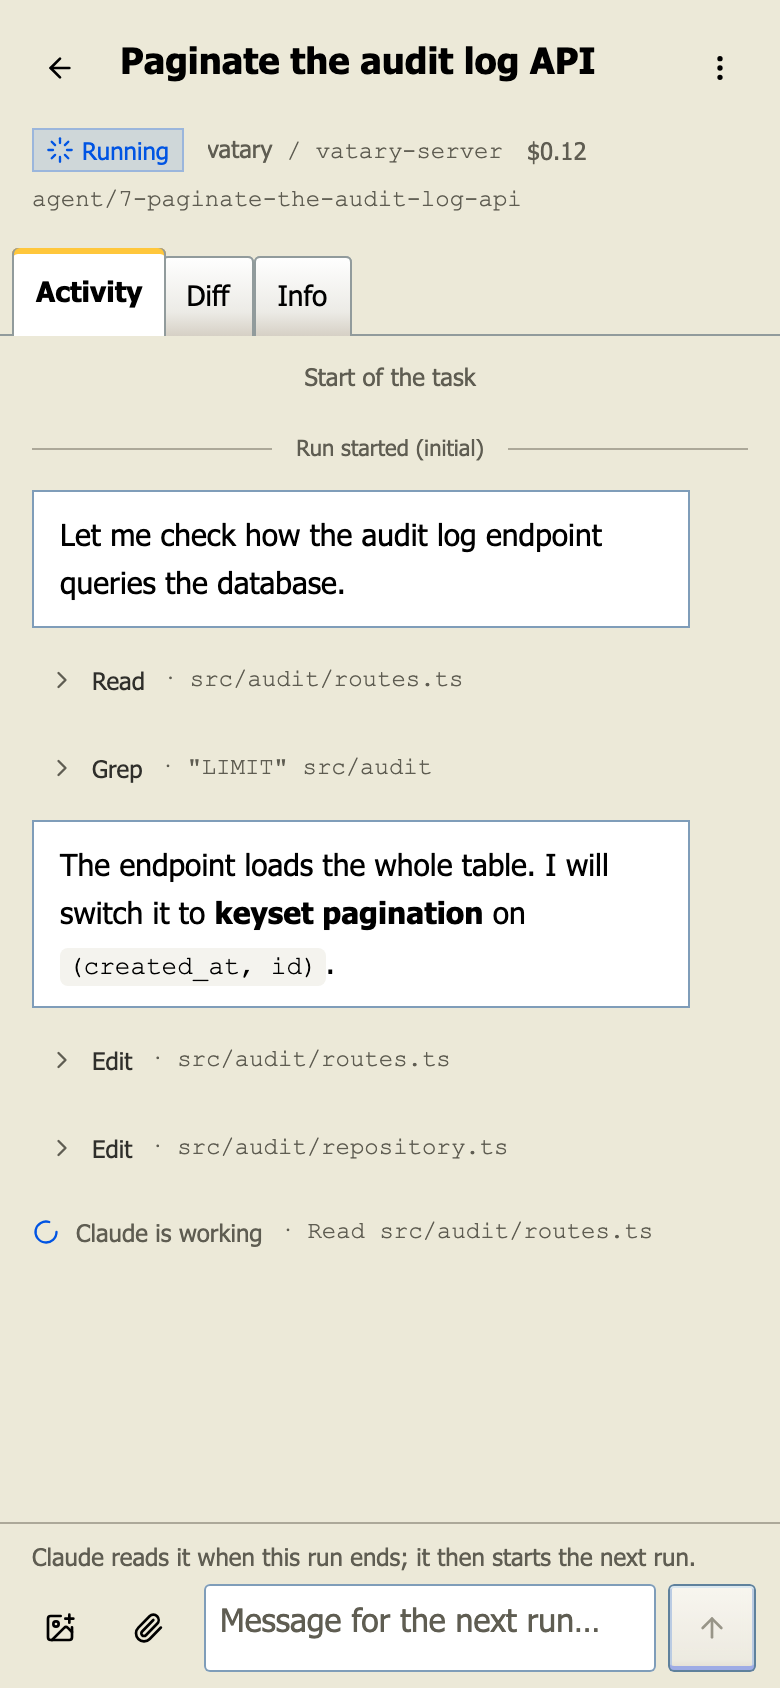 Paginate the audit log API
Running vatary / vatary-server $0.12
agent/7-paginate-the-audit-log-api
Activity Diff Info
Start of the task
Run started (initial)
Let me check how the audit log endpoint
queries the database.
Read · src/audit/routes.ts
Grep · "LIMIT" src/audit
The endpoint loads the whole table. I will
switch it to keyset pagination on
(created_at, id).
Edit · src/audit/routes.ts
Edit · src/audit/repository.ts
Claude is working · Read src/audit/routes.ts
Claude reads it when this run ends; it then starts the next run.
Message for the next run...